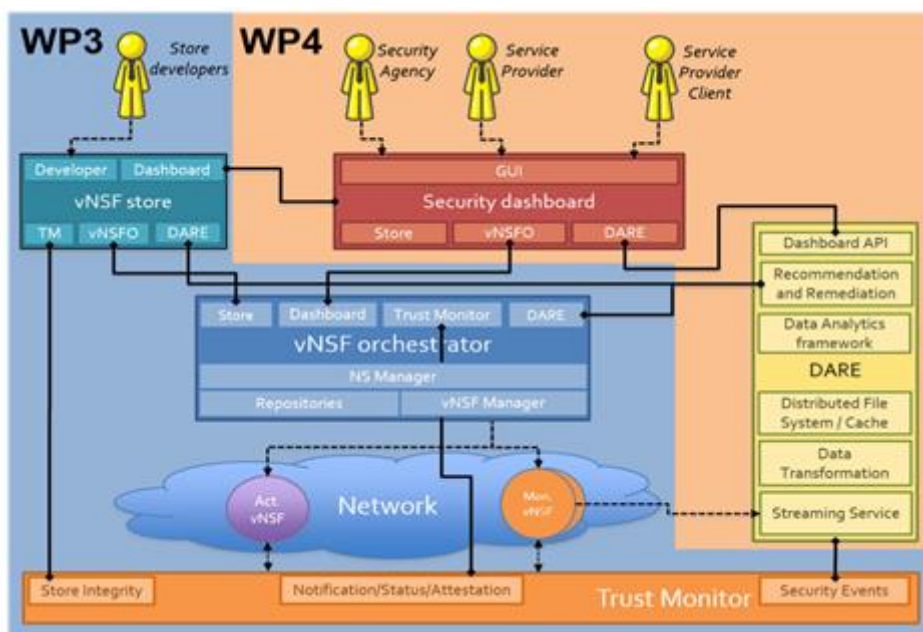 WP3
WP4
Store
developers
Security
Agency
Service
Provider
Service
Provider
Client
Developer
Dashboard
vNSF store
TM
vNSFO
DARE
GUI
Security dashboard
Store
vNSFO
DARE
Dashboard API
Recommendation
and Remediation
Data Analytics
framework
DARE
Distributed File
System / Cache
Data
Transformation
Streaming Service
Store
Dashboard
Trust Monitor
DARE
vNSF orchestrator
NS Manager
Repositories
vNSF Manager
Act.
vNSF
Network
Mon.
vNSF
Store Integrity
Notification/Status/Attestation
Trust Monitor
Security Events